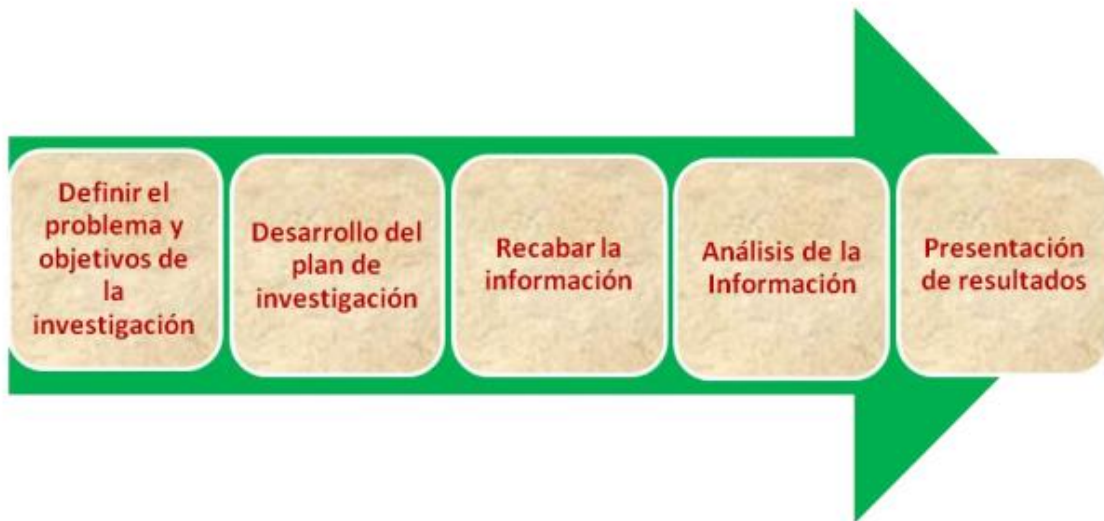 Definir el
problema y
objetivos de
la
investigación
Desarrollo del
plan de
investigación
Recabar la
información
Análisis de la
Información
Presentación
de resultados